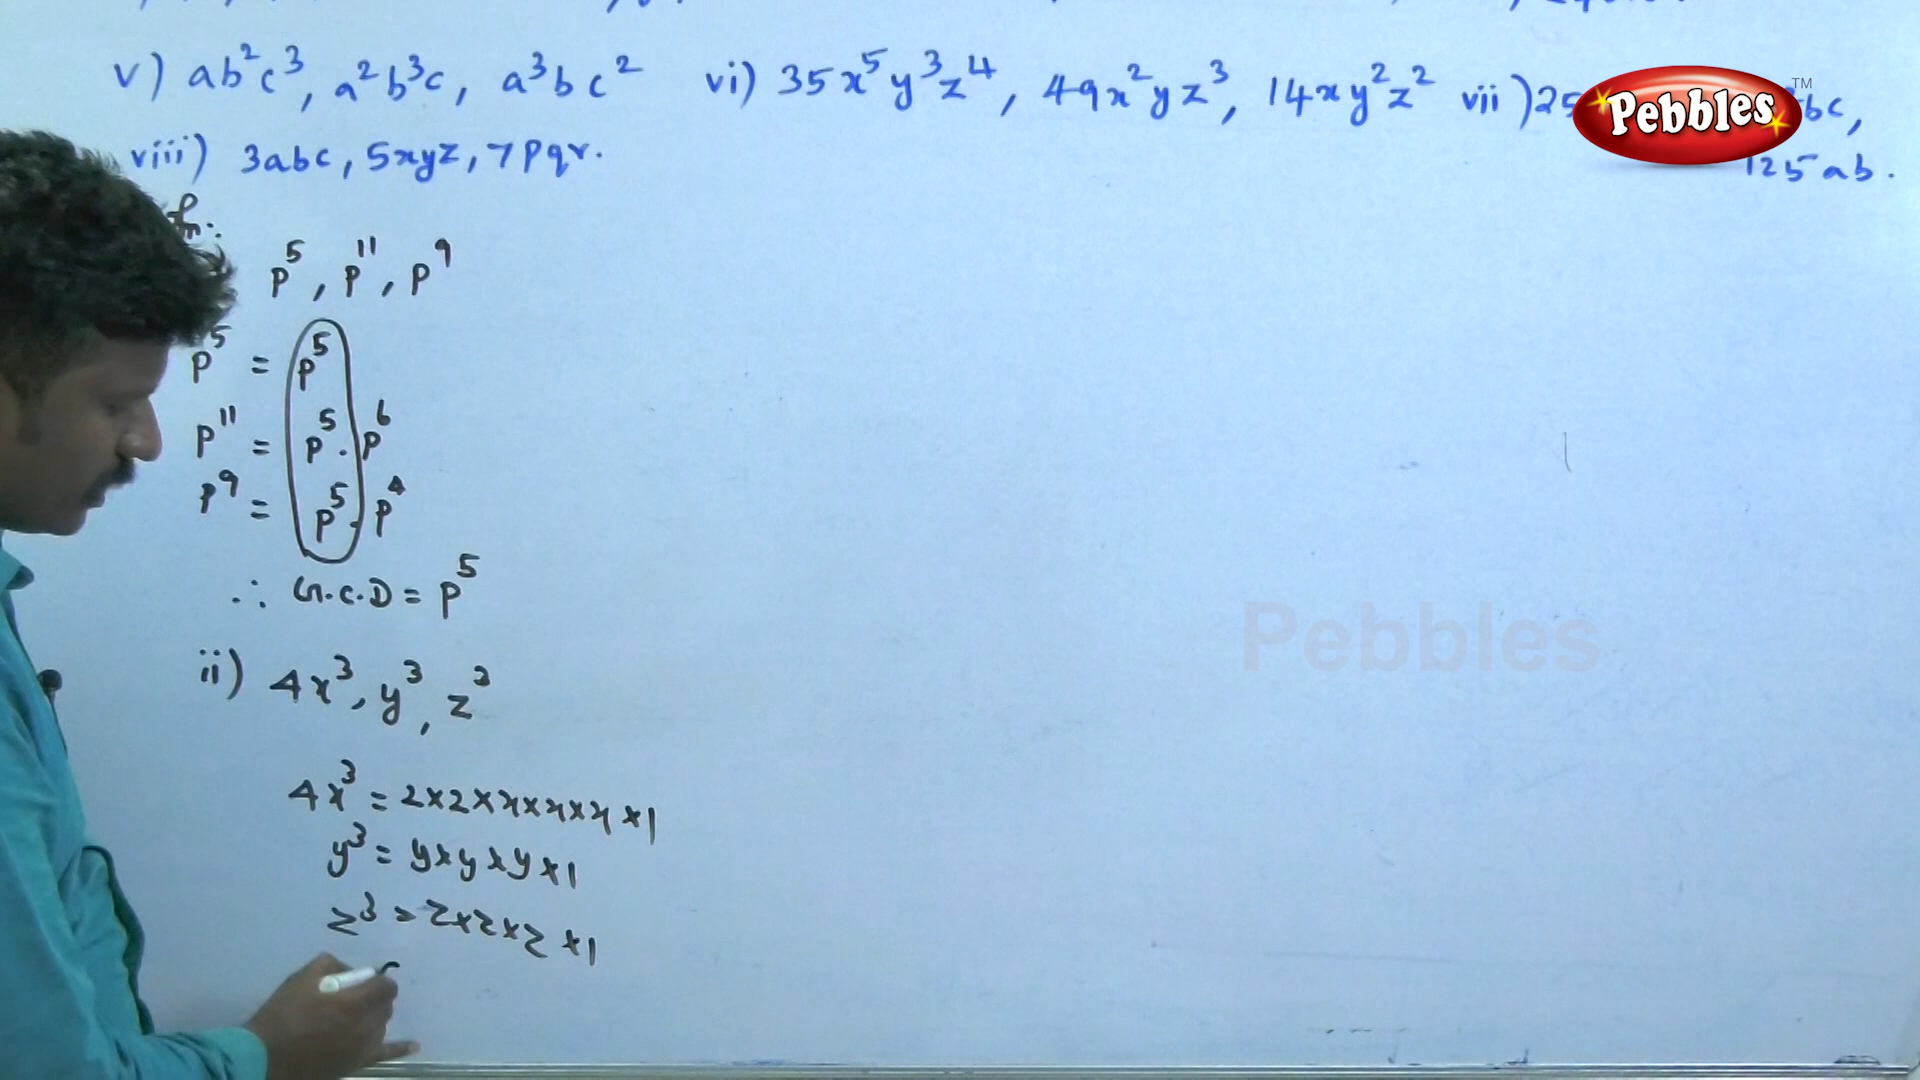 v) ab²c³, a²b³c, a³bc² vi) 35x⁵y³z⁴, 49x²yz³, 14xy²z² vii) 25 bc,
Pebbles™
viii) 3abc, 5xyz, 7pqr. 125ab.
p⁵, p¹¹, p⁹
p⁵ = p⁵
p¹¹ = p⁵ . p⁶
p⁹ = p⁵ . p⁴
∴ G.C.D = p⁵
Pebbles
ii) 4x³, y³, z³
4x³ = 2×2×x×x×x×1
y³ = y×y×y×1
z³ = z×z×z×1